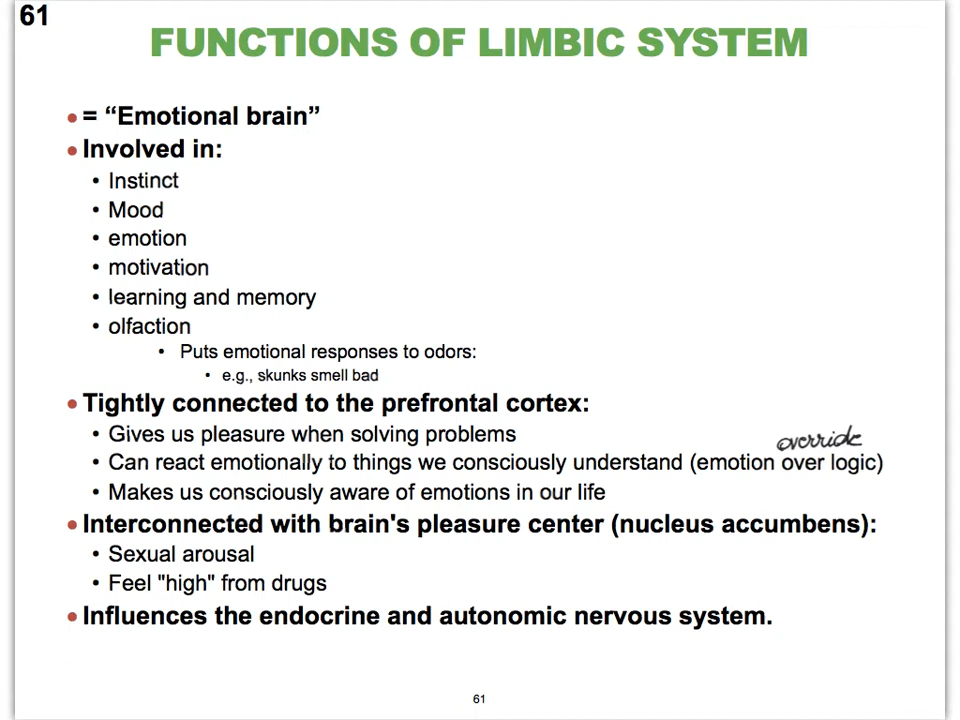 61
FUNCTIONS OF LIMBIC SYSTEM
• = “Emotional brain”
• Involved in:
• Instinct
• Mood
• emotion
• motivation
• learning and memory
• olfaction
• Puts emotional responses to odors:
• e.g., skunks smell bad
• Tightly connected to the prefrontal cortex:
• Gives us pleasure when solving problems
override
• Can react emotionally to things we consciously understand (emotion over logic)
• Makes us consciously aware of emotions in our life
• Interconnected with brain's pleasure center (nucleus accumbens):
• Sexual arousal
• Feel "high" from drugs
• Influences the endocrine and autonomic nervous system.
61